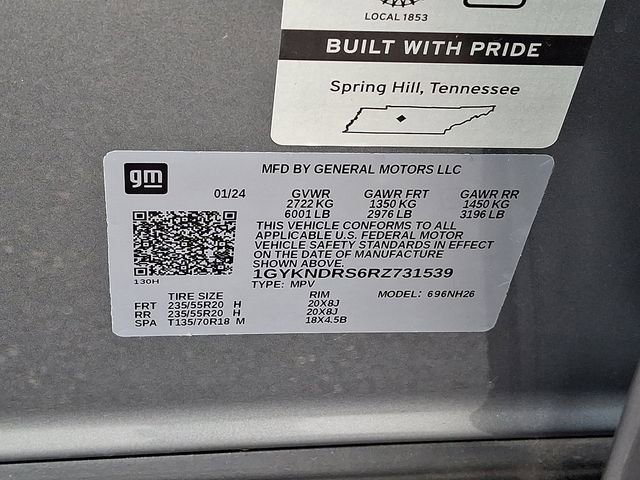 LOCAL 1853
BUILT WITH PRIDE
Spring Hill, Tennessee
gm
MFD BY GENERAL MOTORS LLC
01/24 GVWR GAWR FRT GAWR RR
2722 KG 1350 KG 1450 KG
6001 LB 2976 LB 3196 LB
THIS VEHICLE CONFORMS TO ALL
APPLICABLE U.S. FEDERAL MOTOR
VEHICLE SAFETY STANDARDS IN EFFECT
ON THE DATE OF MANUFACTURE
SHOWN ABOVE.
1GYKNDRS6RZ731539
130H
TYPE: MPV
TIRE SIZE RIM MODEL: 696NH26
FRT 235/55R20 H 20X8J
RR 235/55R20 H 20X8J
SPA T135/70R18 M 18X4.5B